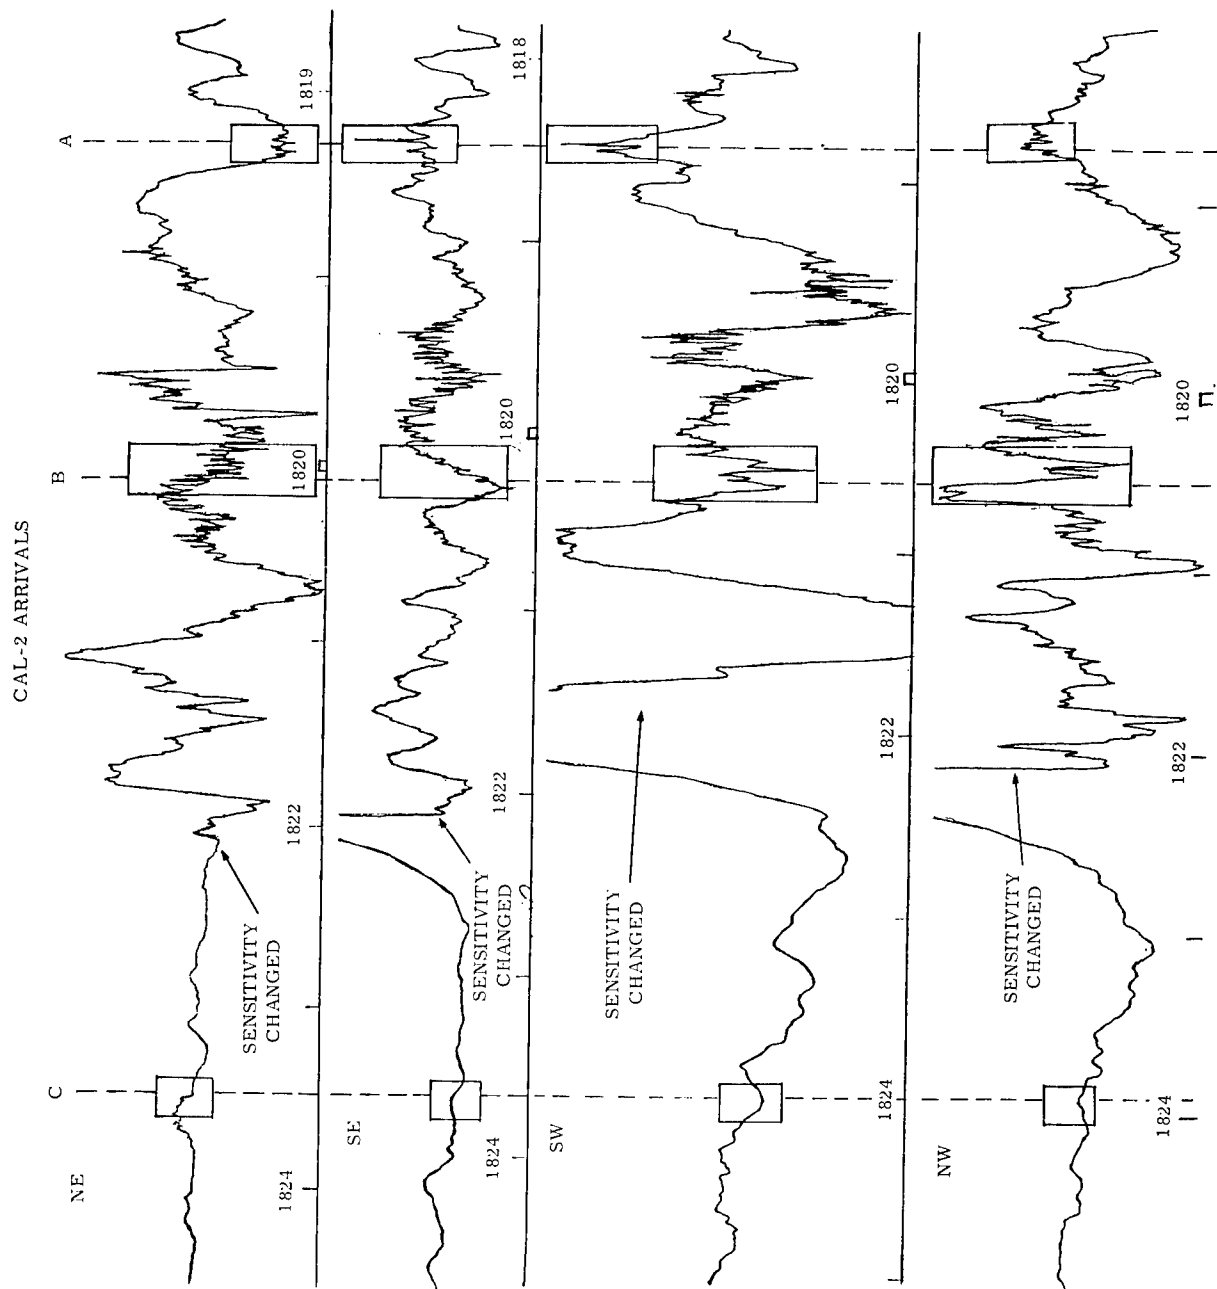 CAL-2 ARRIVALS
C
B
A
NE
1824
SENSITIVITY
CHANGED
1822
1820
1819
SE
1824
SENSITIVITY
CHANGED
1822
1820
1818
SW
1824
SENSITIVITY
CHANGED
1822
1820
NW
1824
SENSITIVITY
CHANGED
1822
1820